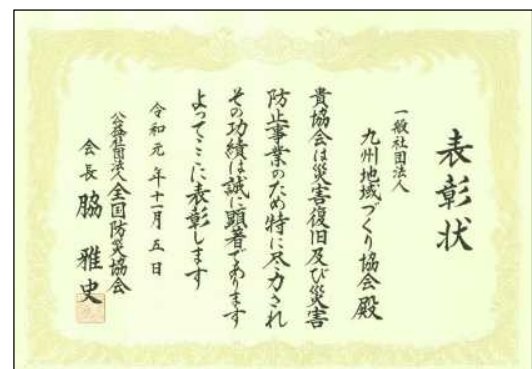 表彰状
一般社団法人
九州地域づくり協会殿
貴協会は災害復旧及び災害
防止事業のため特に尽力され
その功績は誠に顕著であります
よってここに表彰します
令和元年十一月五日
公益社団法人全国防災協会
会長 脇雅史